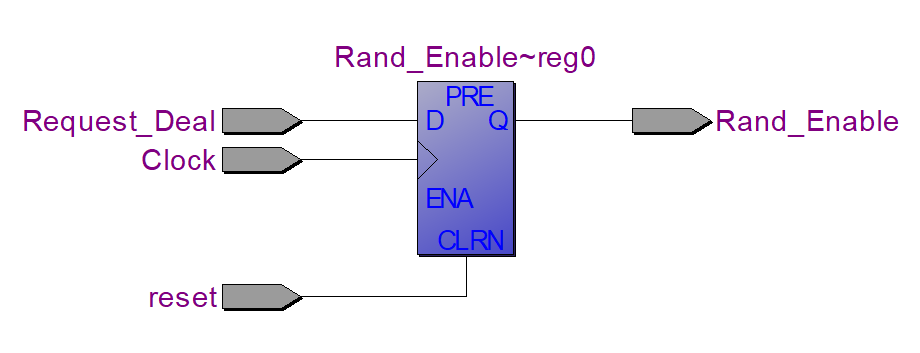 Rand_Enable~reg0
PRE
Request_Deal
D
Q
Rand_Enable
Clock
ENA
CLRN
reset